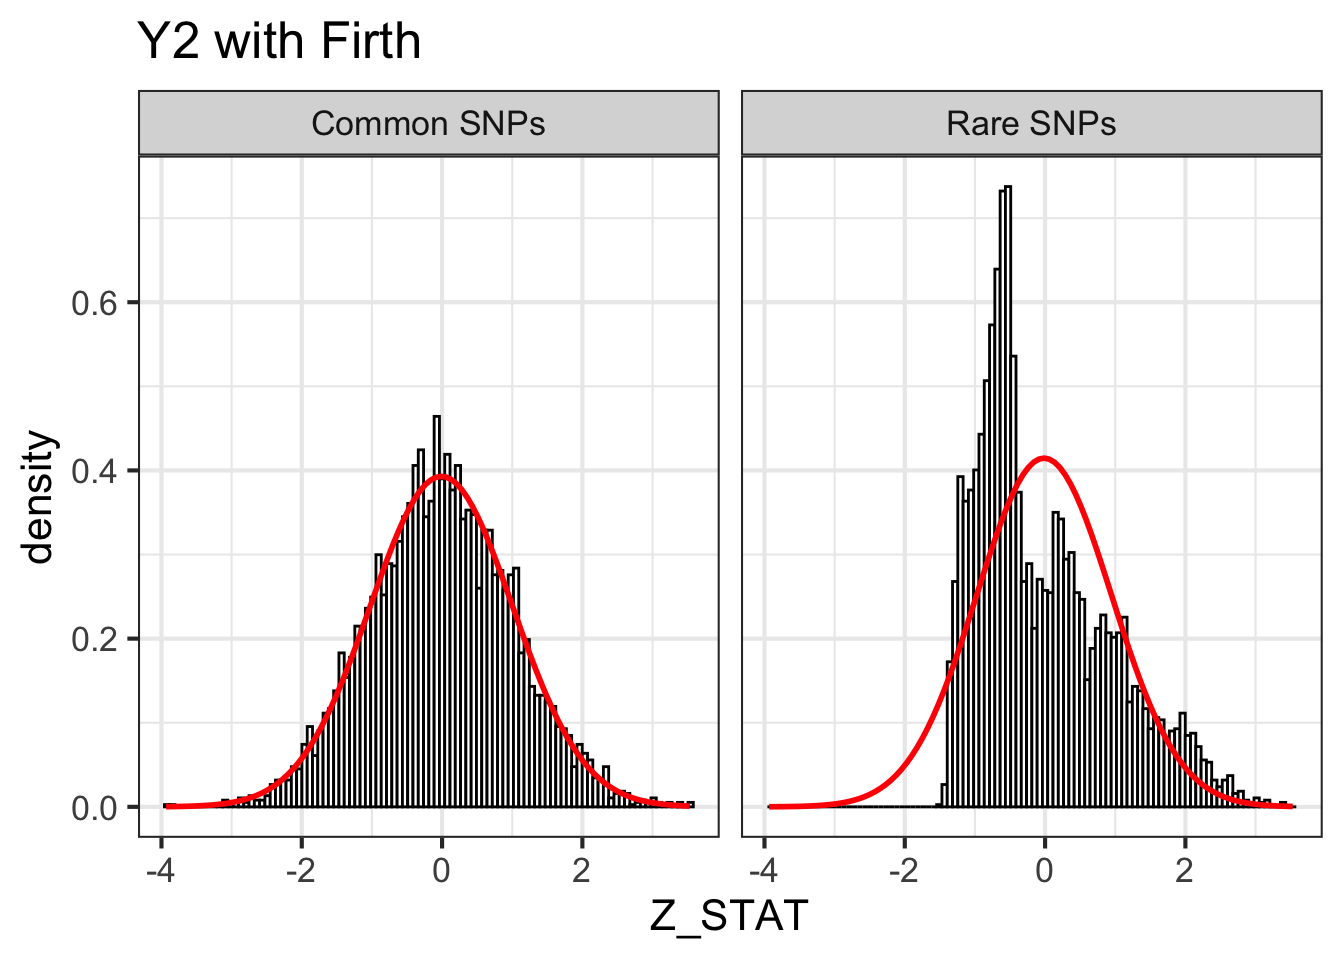 Y2 with Firth
Common SNPs
Rare SNPs
density
0.6
0.4
0.2
0.0
-4 -2 0 2
-4 -2 0 2
Z_STAT